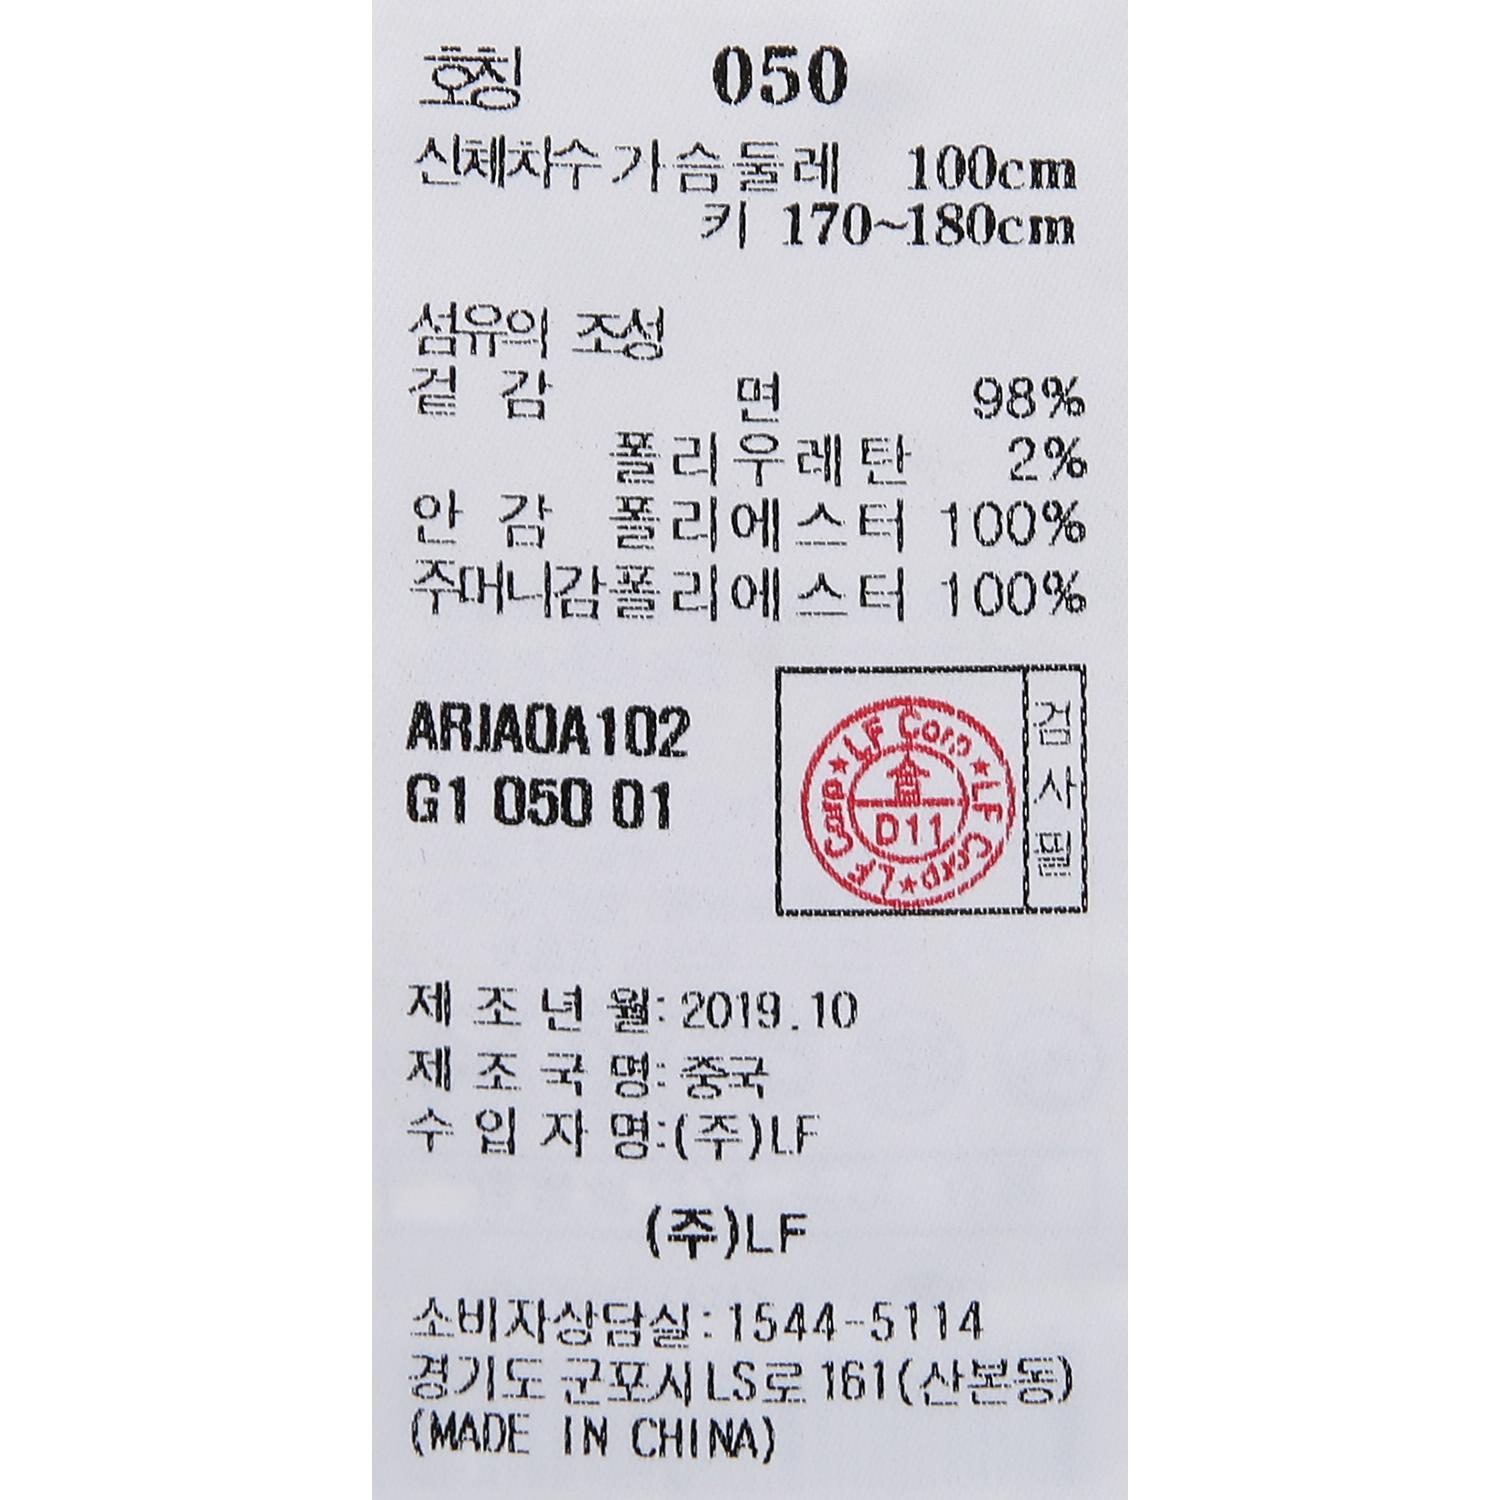 호칭 050
신체치수 가슴둘레 100cm
키 170~180cm
섬유의 조성
겉 감 면 98%
폴리우레탄 2%
안 감 폴리에스터 100%
주머니감 폴리에스터 100%
ARJA0A102
G1 050 01
LF Corp ★ LF Corp ★ LF Corp ★
D11
검사필
제 조 년 월: 2019.10
제 조 국 명: 중국
수 입 자 명:(주)LF
(주)LF
소비자상담실:1544-5114
경기도 군포시 LS로 161(산본동)
(MADE IN CHINA)